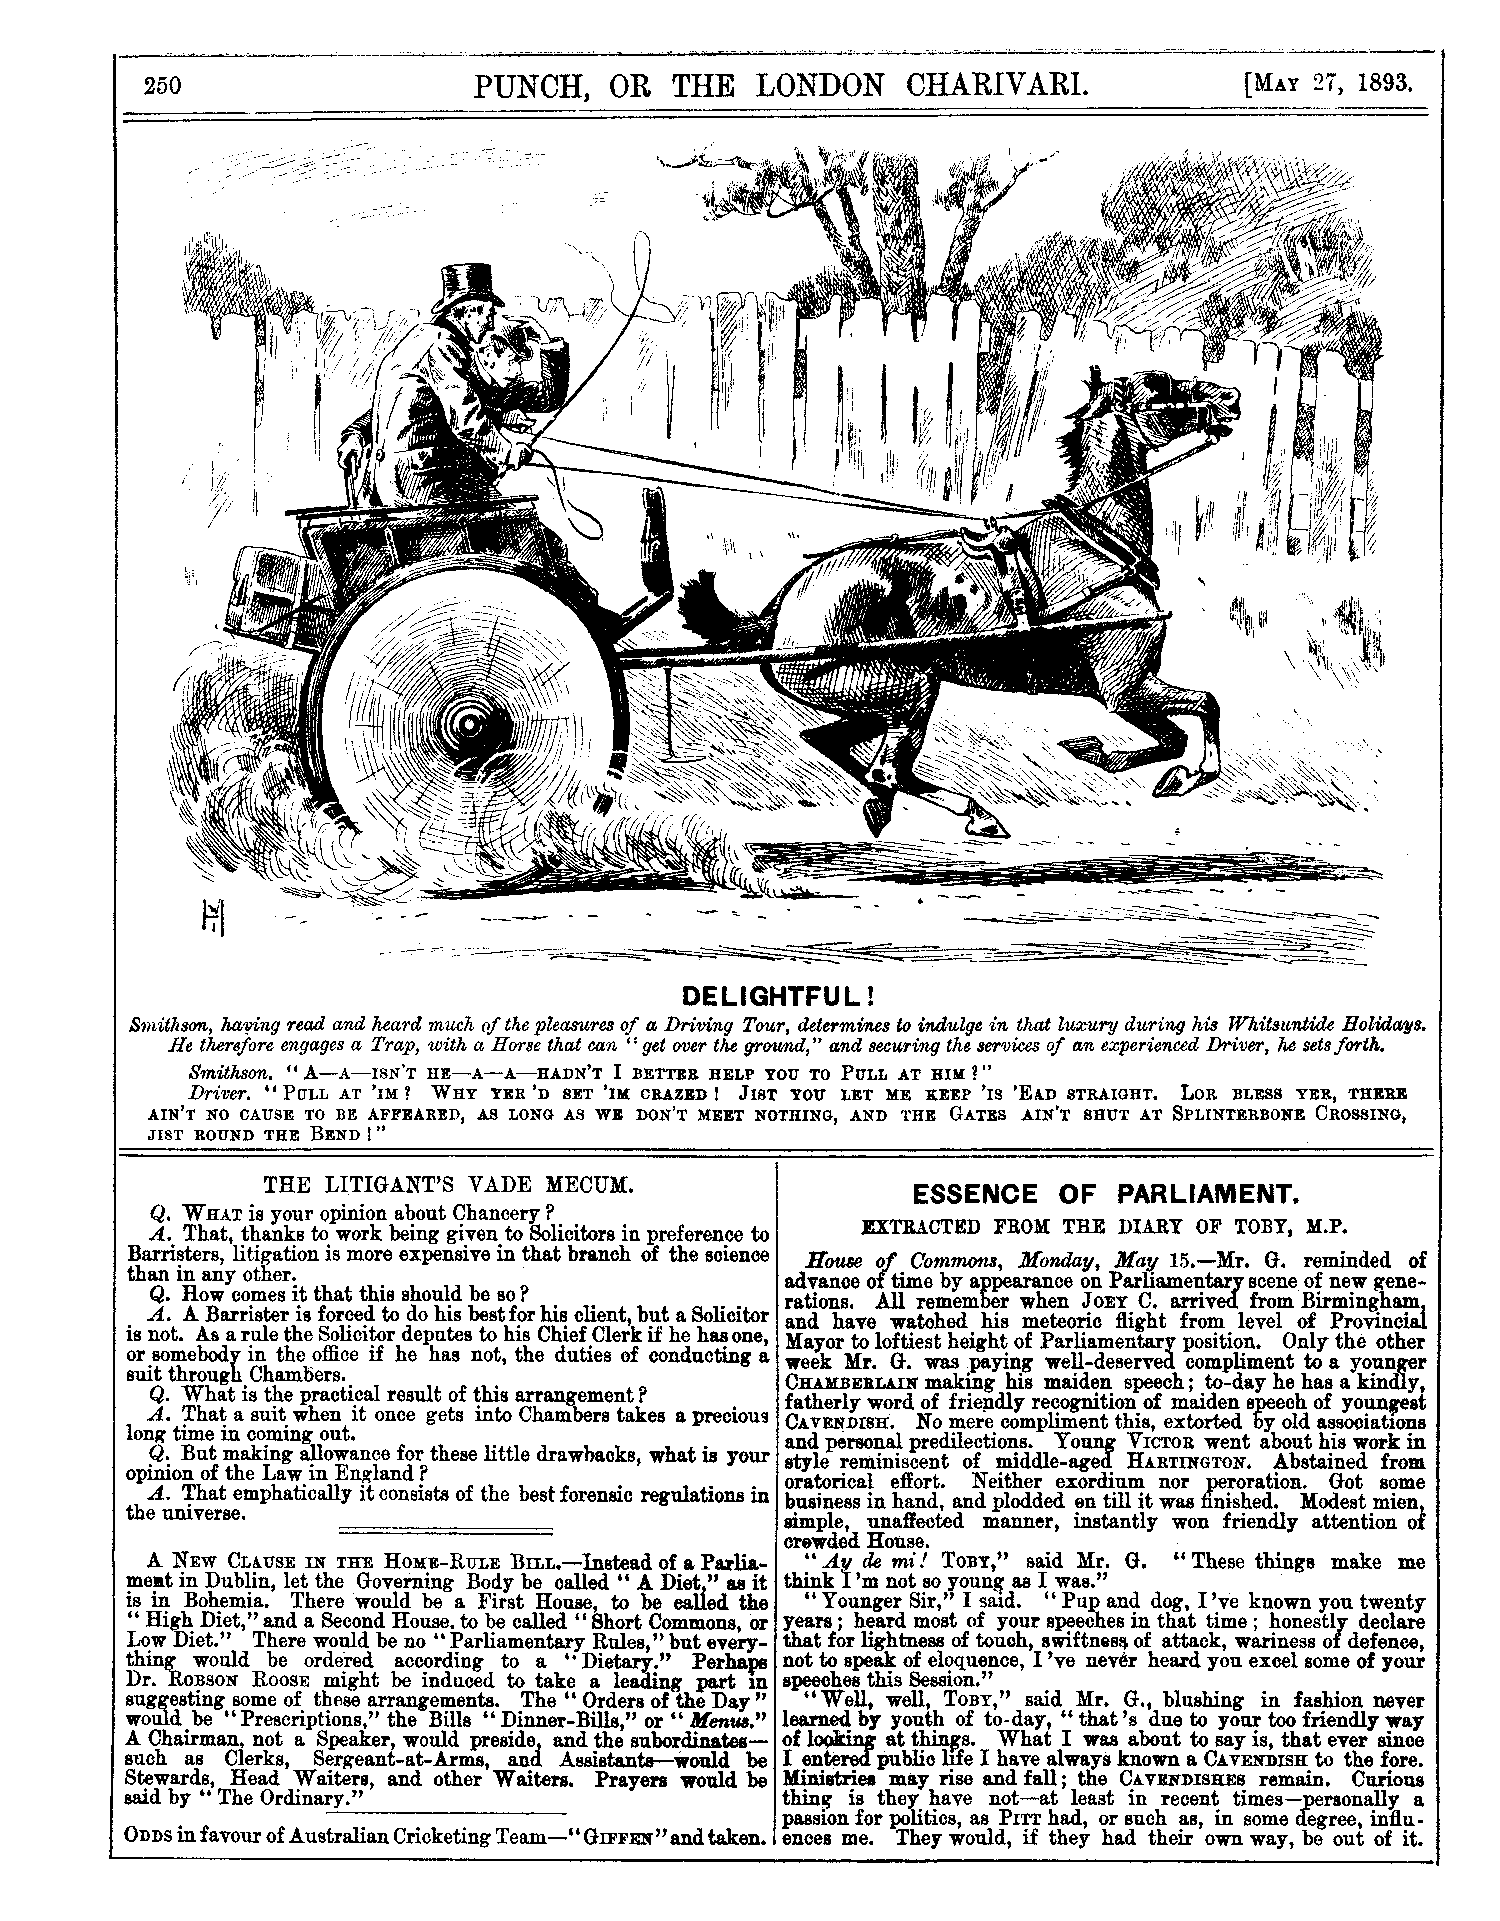 250 PUNCH, OR THE LONDON CHARIVARI. [MAY 27, 1893.
DELIGHTFUL!
Smithson, having read and heard much of the pleasures of a Driving Tour, determines to indulge in that luxury during his Whitsuntide Holidays.
He therefore engages a Trap, with a Horse that can "get over the ground," and securing the services of an experienced Driver, he sets forth.
Smithson. "A—A—ISN'T HE—A—A—HADN'T I BETTER HELP YOU TO PULL AT HIM?"
Driver. "PULL AT 'IM? WHY YER 'D SET 'IM CRAZED! JIST YOU LET ME KEEP 'IS 'EAD STRAIGHT. LOR BLESS YER, THERE
AIN'T NO CAUSE TO BE AFFEARED, AS LONG AS WE DON'T MEET NOTHING, AND THE GATES AIN'T SHUT AT SPLINTERBONE CROSSING,
JIST ROUND THE BEND!"
THE LITIGANT'S VADE MECUM.
Q. WHAT is your opinion about Chancery?
A. That, thanks to work being given to Solicitors in preference to
Barristers, litigation is more expensive in that branch of the science
than in any other.
Q. How comes it that this should be so?
A. A Barrister is forced to do his best for his client, but a Solicitor
is not. As a rule the Solicitor deputes to his Chief Clerk if he has one,
or somebody in the office if he has not, the duties of conducting a
suit through Chambers.
Q. What is the practical result of this arrangement?
A. That a suit when it once gets into Chambers takes a precious
long time in coming out.
Q. But making allowance for these little drawbacks, what is your
opinion of the Law in England?
A. That emphatically it consists of the best forensic regulations in
the universe.
A NEW CLAUSE IN THE HOME-RULE BILL.—Instead of a Parlia-
ment in Dublin, let the Governing Body be called "A Diet," as it
is in Bohemia. There would be a First House, to be called the
"High Diet," and a Second House, to be called "Short Commons, or
Low Diet." There would be no "Parliamentary Rules," but every-
thing would be ordered according to a "Dietary." Perhaps
Dr. ROBSON ROOSE might be induced to take a leading part in
suggesting some of these arrangements. The "Orders of the Day"
would be "Prescriptions," the Bills "Dinner-Bills," or "Menus."
A Chairman, not a Speaker, would preside, and the subordinates—
such as Clerks, Sergeant-at-Arms, and Assistants—would be
Stewards, Head Waiters, and other Waiters. Prayers would be
said by "The Ordinary."
ODDS in favour of Australian Cricketing Team—"GIFFEN" and taken.
ESSENCE OF PARLIAMENT.
EXTRACTED FROM THE DIARY OF TOBY, M.P.
House of Commons, Monday, May 15.—Mr. G. reminded of
advance of time by appearance on Parliamentary scene of new gene-
rations. All remember when JOEY C. arrived from Birmingham,
and have watched his meteoric flight from level of Provincial
Mayor to loftiest height of Parliamentary position. Only the other
week Mr. G. was paying well-deserved compliment to a younger
CHAMBERLAIN making his maiden speech; to-day he has a kindly,
fatherly word of friendly recognition of maiden speech of youngest
CAVENDISH. No mere compliment this, extorted by old associations
and personal predilections. Young VICTOR went about his work in
style reminiscent of middle-aged HARTINGTON. Abstained from
oratorical effort. Neither exordium nor peroration. Got some
business in hand, and plodded on till it was finished. Modest mien,
simple, unaffected manner, instantly won friendly attention of
crowded House.
"Ay de mi! TOBY," said Mr. G. "These things make me
think I'm not so young as I was."
"Younger Sir," I said. "Pup and dog, I've known you twenty
years; heard most of your speeches in that time; honestly declare
that for lightness of touch, swiftness of attack, wariness of defence,
not to speak of eloquence, I've never heard you excel some of your
speeches this Session."
"Well, well, TOBY," said Mr. G., blushing in fashion never
learned by youth of to-day, "that's due to your too friendly way
of looking at things. What I was about to say is, that ever since
I entered public life I have always known a CAVENDISH to the fore.
Ministries may rise and fall; the CAVENDISHES remain. Curious
thing is they have not—at least in recent times—personally a
passion for politics, as PITT had, or such as, in some degree, influ-
ences me. They would, if they had their own way, be out of it.